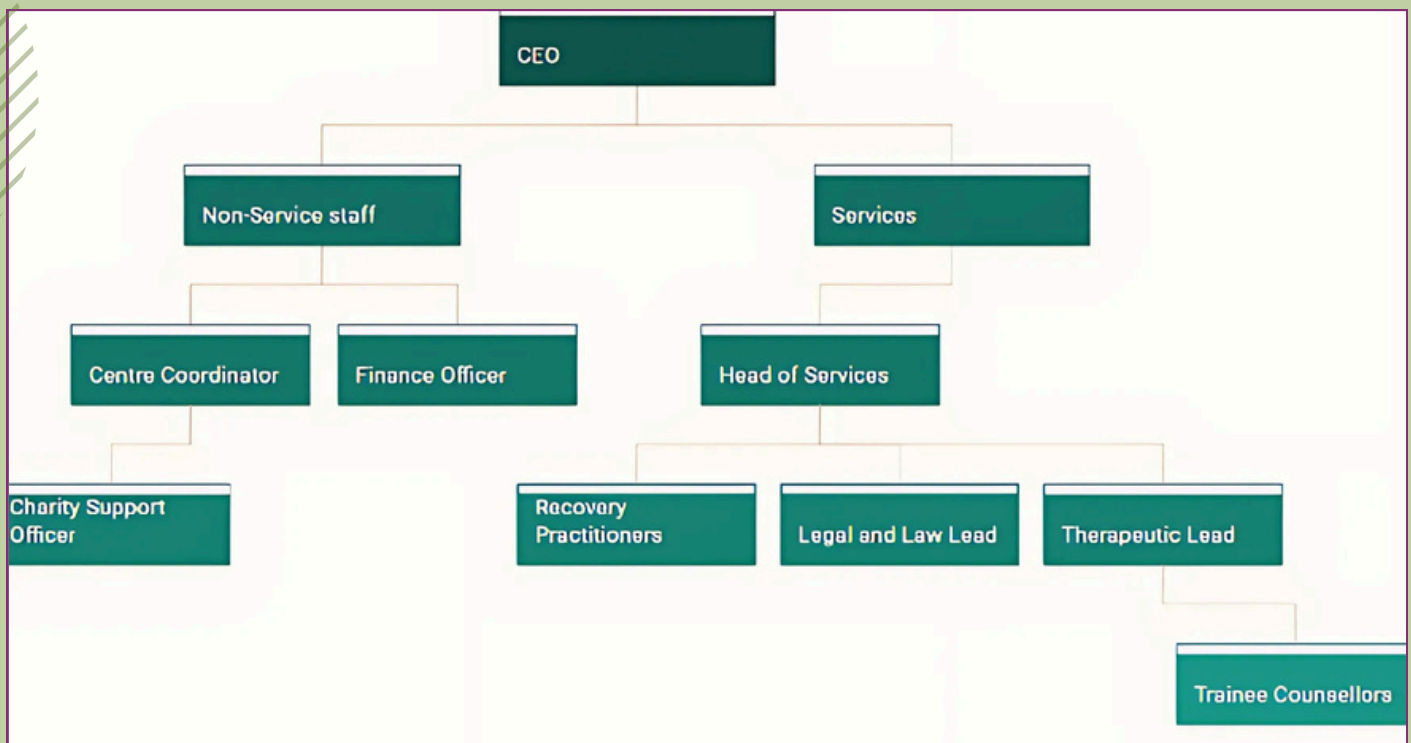 CEO
Non-Service staff
Services
Centre Coordinator
Finance Officer
Head of Services
Charity Support
Officer
Recovery
Practitioners
Legal and Law Lead
Therapeutic Lead
Trainee Counsellors